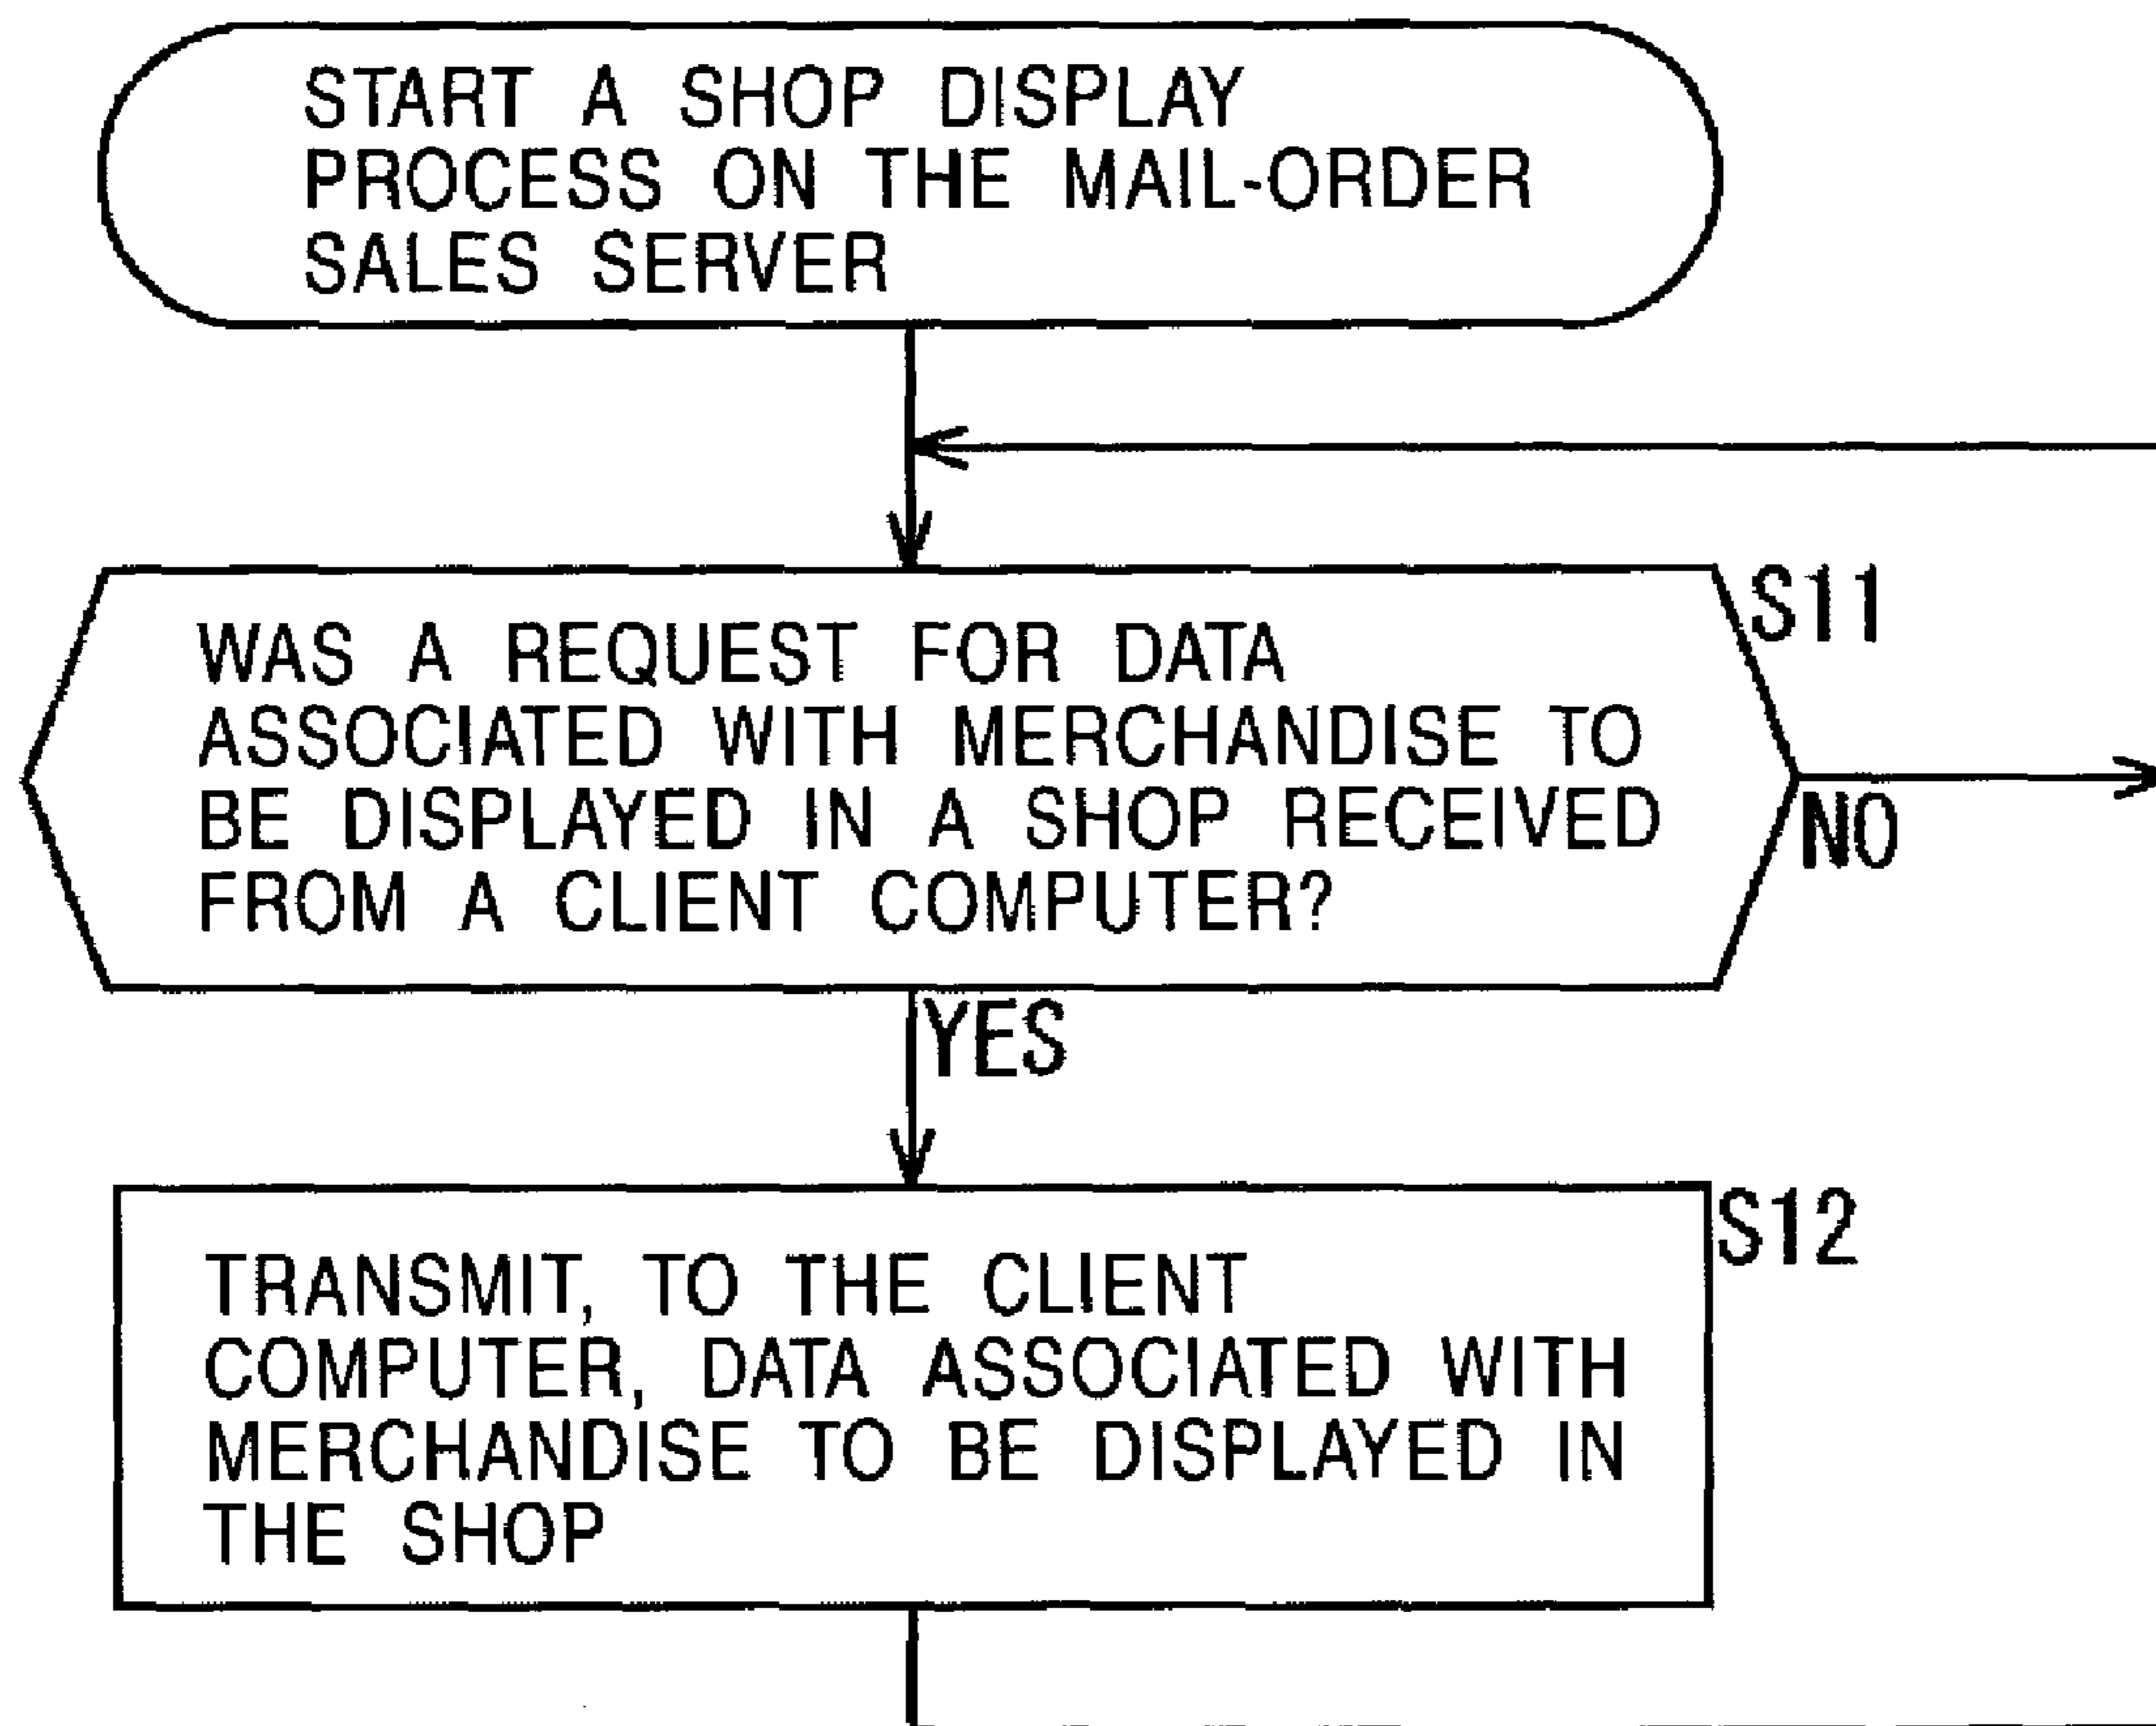 START A SHOP DISPLAY
PROCESS ON THE MAIL-ORDER
SALES SERVER
S11
WAS A REQUEST FOR DATA
ASSOCIATED WITH MERCHANDISE TO
BE DISPLAYED IN A SHOP RECEIVED
FROM A CLIENT COMPUTER?
NO
YES
S12
TRANSMIT, TO THE CLIENT
COMPUTER, DATA ASSOCIATED WITH
MERCHANDISE TO BE DISPLAYED IN
THE SHOP